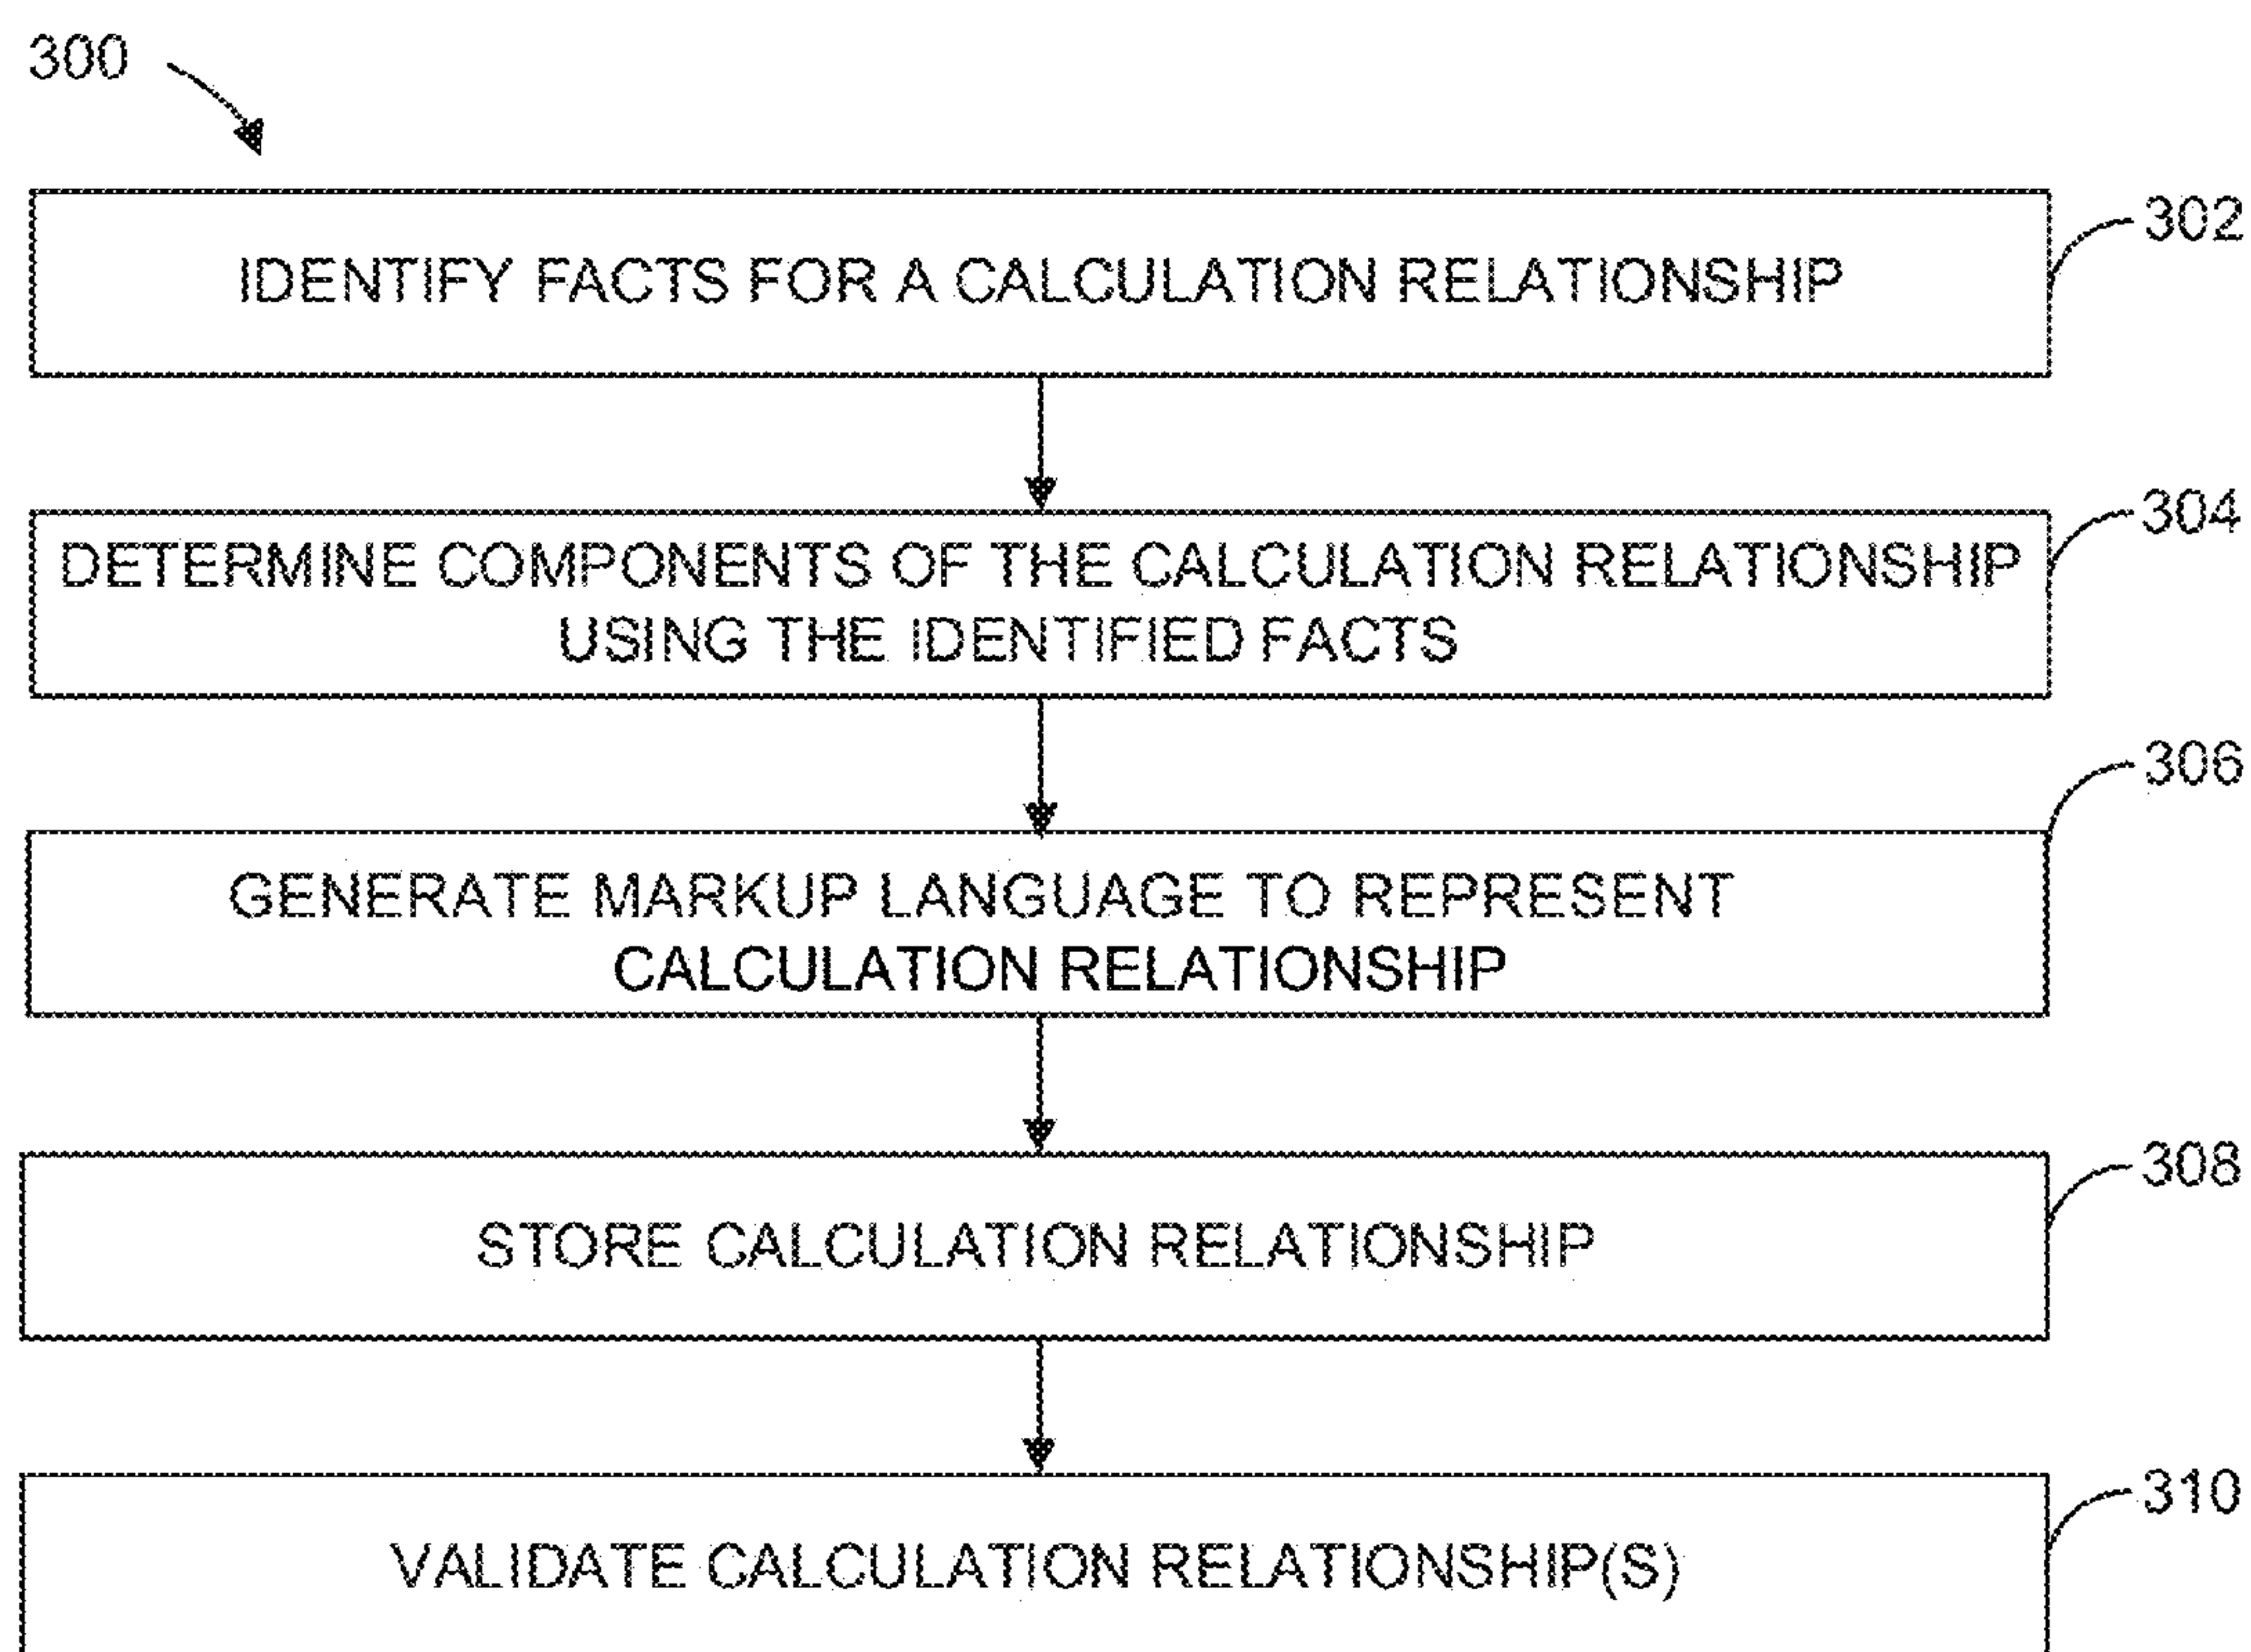 300
302
IDENTIFY FACTS FOR A CALCULATION RELATIONSHIP
304
DETERMINE COMPONENTS OF THE CALCULATION RELATIONSHIP
USING THE IDENTIFIED FACTS
306
GENERATE MARKUP LANGUAGE TO REPRESENT
CALCULATION RELATIONSHIP
308
STORE CALCULATION RELATIONSHIP
310
VALIDATE CALCULATION RELATIONSHIP(S)